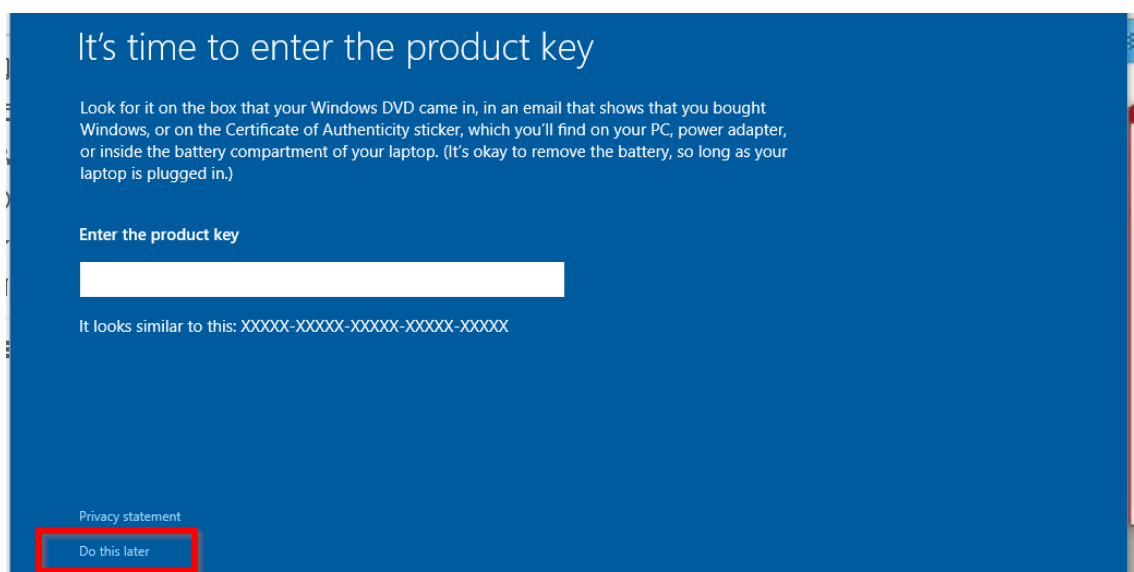 It's time to enter the product key
Look for it on the box that your Windows DVD came in, in an email that shows that you bought
Windows, or on the Certificate of Authenticity sticker, which you'll find on your PC, power adapter,
or inside the battery compartment of your laptop. (It's okay to remove the battery, so long as your
laptop is plugged in.)
Enter the product key
It looks similar to this: XXXXX-XXXXX-XXXXX-XXXXX-XXXXX
Privacy statement
Do this later